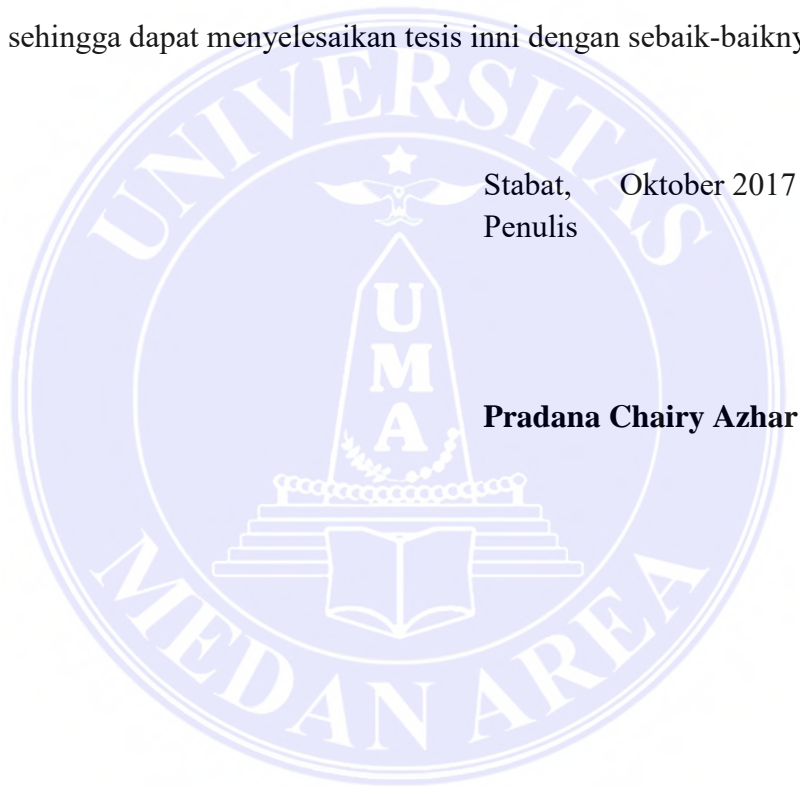 sehingga dapat menyelesaikan tesis inni dengan sebaik-baikny
UNIVERSITAS
Stabat, Oktober 2017
Penulis
U
M
A
Pradana Chairy Azhar
MEDAN AREA